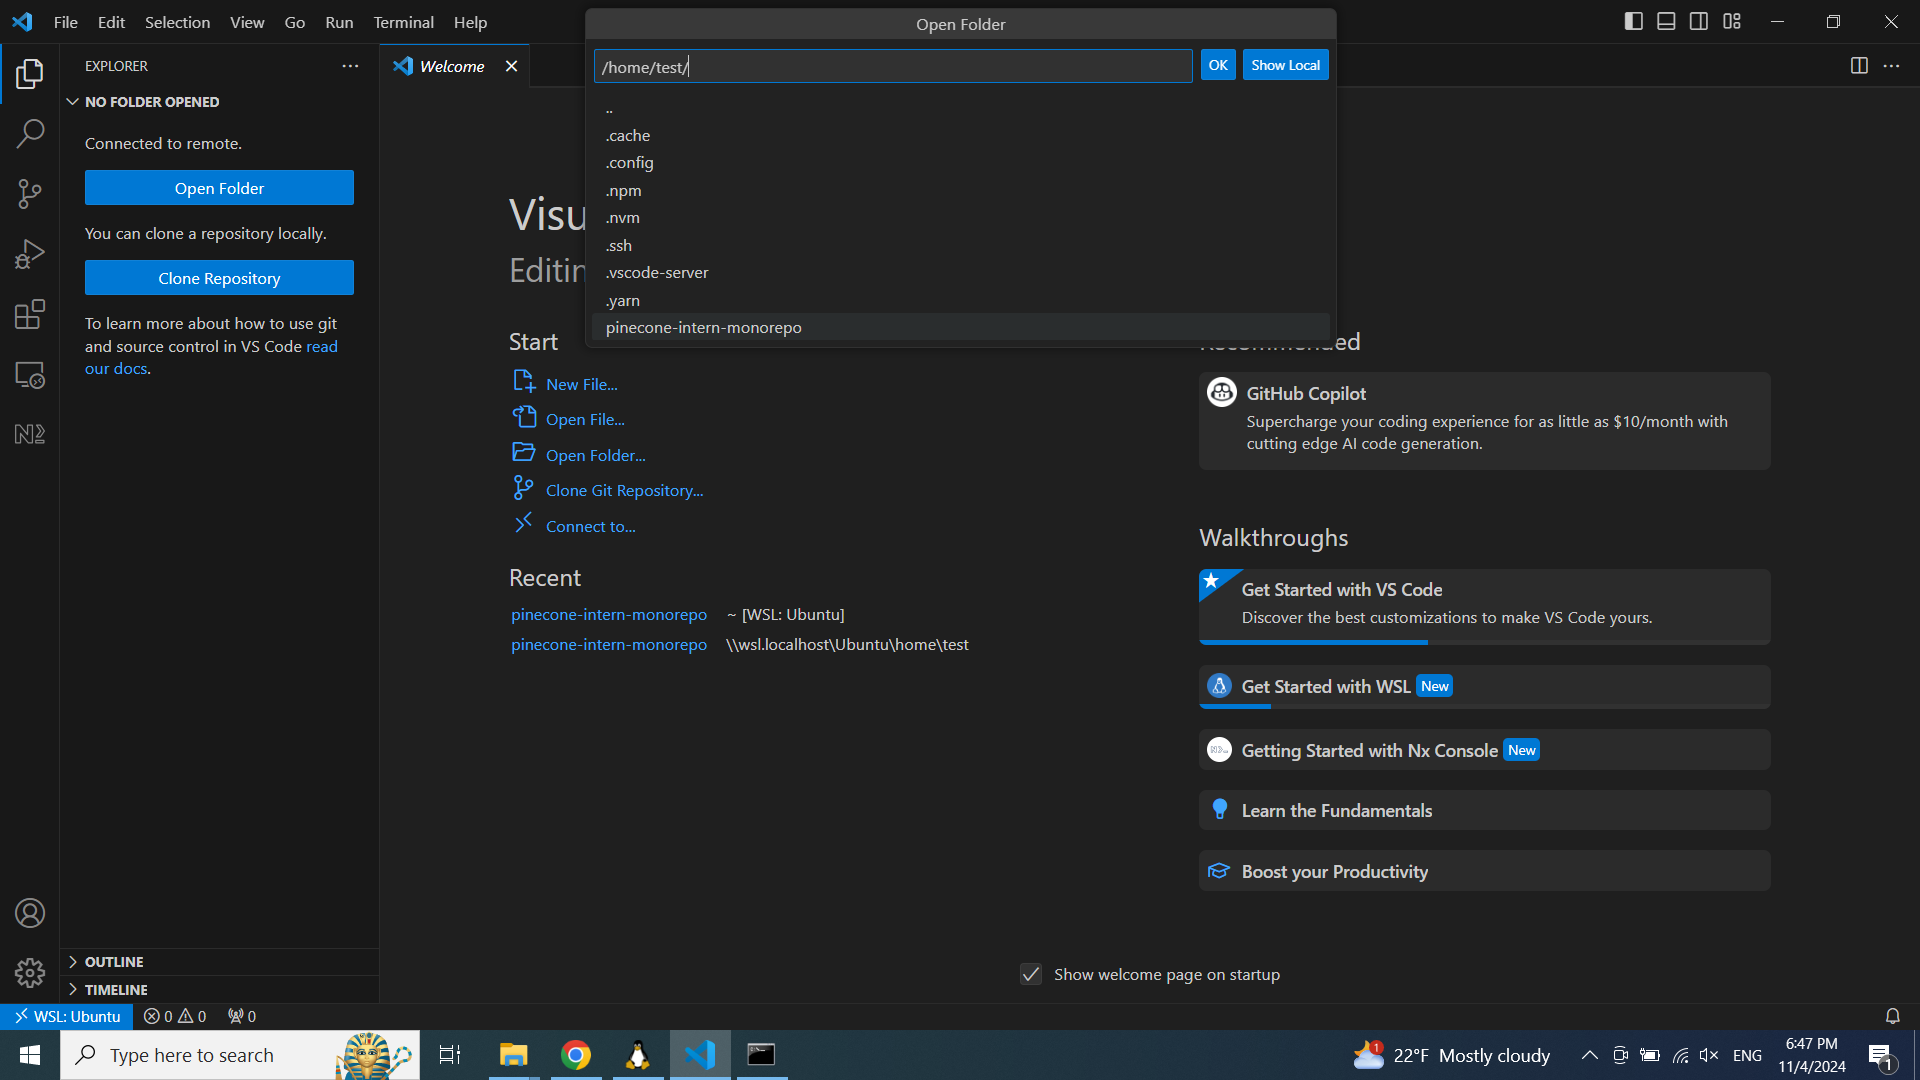 File Edit Selection View Go Run Terminal Help
Open Folder
/home/test/
OK
Show Local
..
.cache
.config
.npm
.nvm
.ssh
.vscode-server
.yarn
pinecone-intern-monorepo
EXPLORER
NO FOLDER OPENED
Connected to remote.
Open Folder
You can clone a repository locally.
Clone Repository
To learn more about how to use git
and source control in VS Code read
our docs.
OUTLINE
TIMELINE
Welcome
Visu
Editin
Start
New File...
Open File...
Open Folder...
Clone Git Repository...
Connect to...
Recent
pinecone-intern-monorepo ~ [WSL: Ubuntu]
pinecone-intern-monorepo \\wsl.localhost\Ubuntu\home\test
Recommended
GitHub Copilot
Supercharge your coding experience for as little as $10/month with
cutting edge AI code generation.
Walkthroughs
Get Started with VS Code
Discover the best customizations to make VS Code yours.
Get Started with WSL New
Getting Started with Nx Console New
Learn the Fundamentals
Boost your Productivity
Show welcome page on startup
WSL: Ubuntu 0 0 0
Type here to search
1
22°F Mostly cloudy
ENG
6:47 PM
11/4/2024
1